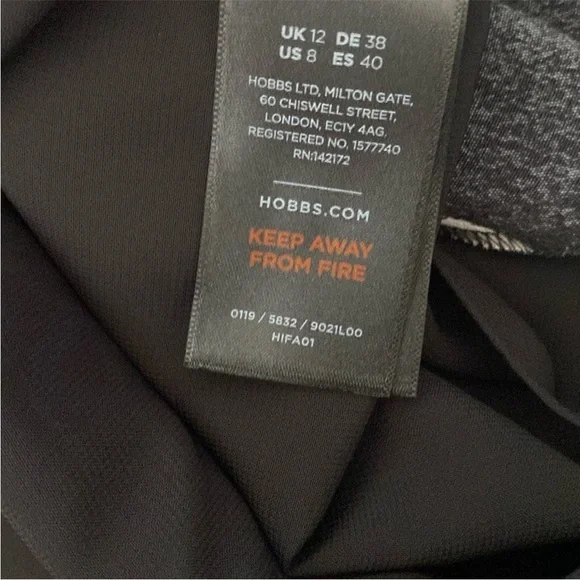 UK 12 DE 38
US 8 ES 40
HOBBS LTD, MILTON GATE,
60 CHISWELL STREET,
LONDON, EC1Y 4AG.
REGISTERED NO. 1577740
RN:142172
HOBBS.COM
KEEP AWAY
FROM FIRE
0119 / 5832 / 9021L00
HIFA01